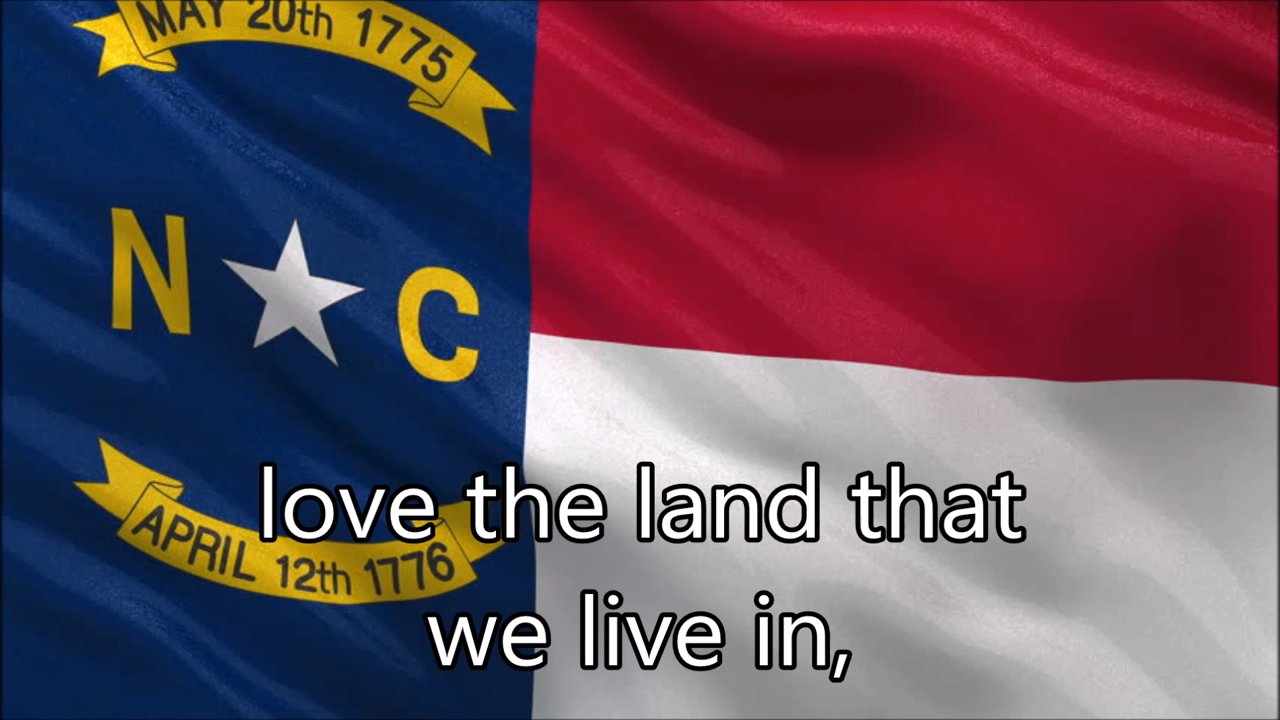 MAY 20th 1775
N C
APRIL 12th 1776
love the land that
we live in,